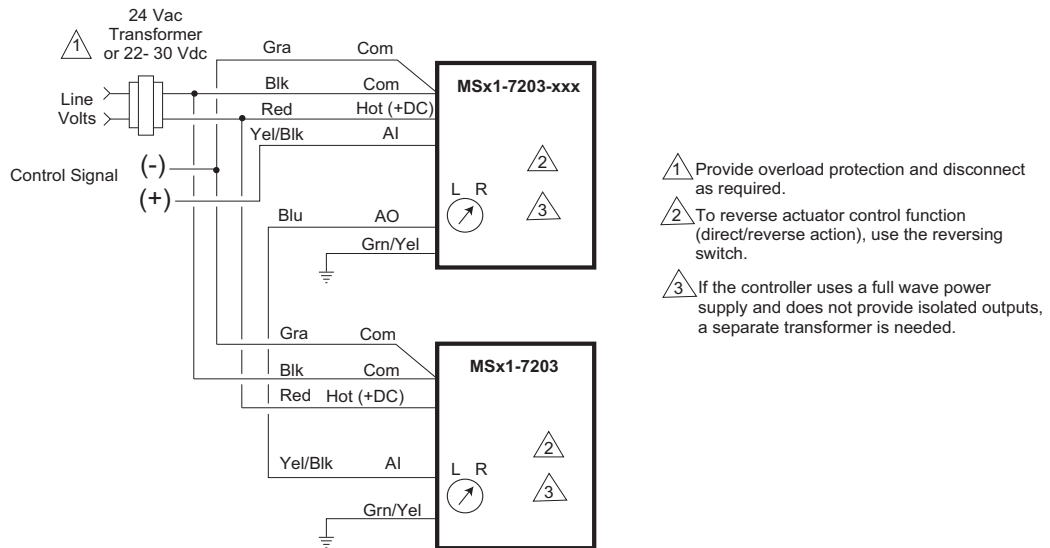 24 Vac
Transformer
or 22- 30 Vdc
1
Line
Volts
Control Signal
(-)
(+)
Gra Com
Blk Com
Red Hot (+DC)
Yel/Blk AI
Blu AO
Grn/Yel
MSx1-7203-xxx
2
L R
3
Gra Com
Blk Com
Red Hot (+DC)
Yel/Blk AI
Grn/Yel
MSx1-7203
2
L R
3
1 Provide overload protection and disconnect
as required.
2 To reverse actuator control function
(direct/reverse action), use the reversing
switch.
3 If the controller uses a full wave power
supply and does not provide isolated outputs,
a separate transformer is needed.